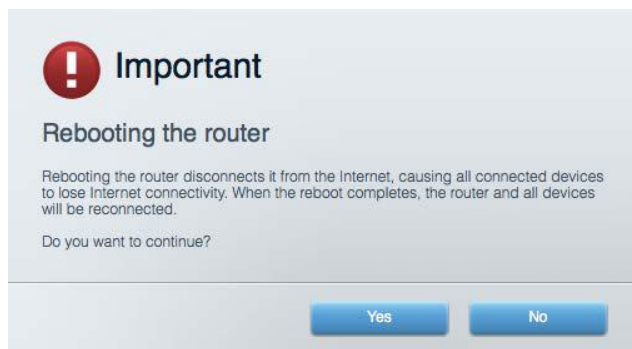 Important
Rebooting the router
Rebooting the router disconnects it from the Internet, causing all connected devices
to lose Internet connectivity. When the reboot completes, the router and all devices
will be reconnected.
Do you want to continue?
Yes
No